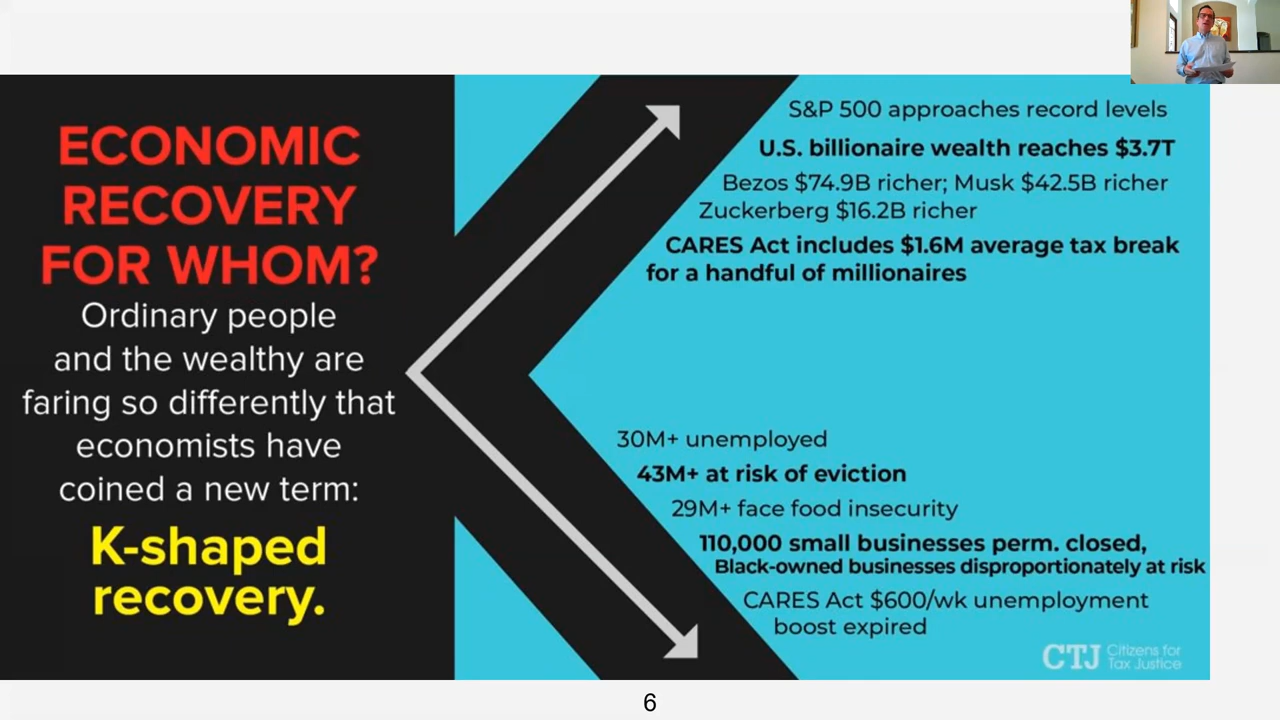 ECONOMIC
RECOVERY
FOR WHOM?
Ordinary people
and the wealthy are
faring so differently that
economists have
coined a new term:
K-shaped
recovery.
S&P 500 approaches record levels
U.S. billionaire wealth reaches $3.7T
Bezos $74.9B richer; Musk $42.5B richer
Zuckerberg $16.2B richer
CARES Act includes $1.6M average tax break
for a handful of millionaires
30M+ unemployed
43M+ at risk of eviction
29M+ face food insecurity
110,000 small businesses perm. closed,
Black-owned businesses disproportionately at risk
CARES Act $600/wk unemployment
boost expired
CTJ Citizens for
Tax Justice
6